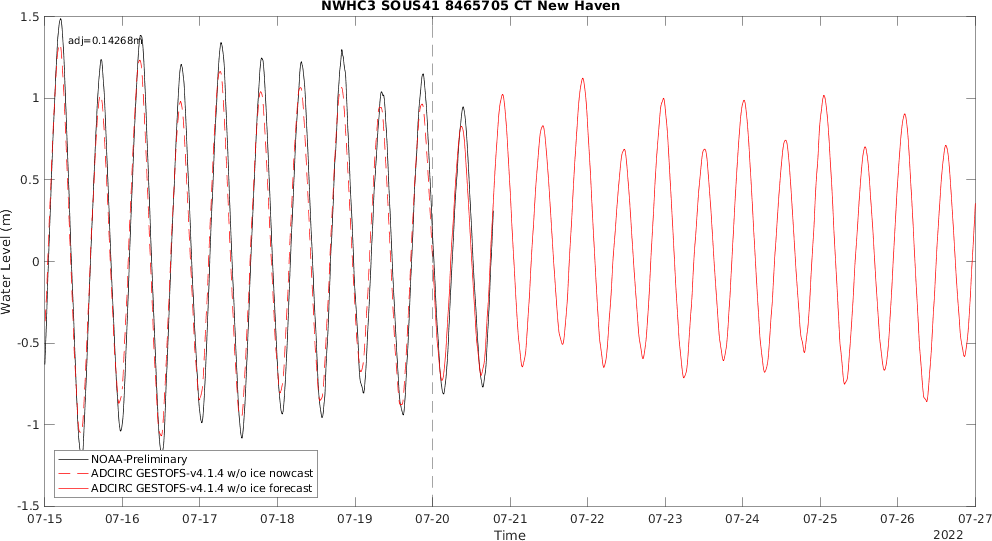 NWHC3 SOUS41 8465705 CT New Haven
adj=0.14268m
1.5
1
0.5
0
-0.5
-1
-1.5
Water Level (m)
NOAA-Preliminary
ADCIRC GESTOFS-v4.1.4 w/o ice nowcast
ADCIRC GESTOFS-v4.1.4 w/o ice forecast
07-15 07-16 07-17 07-18 07-19 07-20 07-21 07-22 07-23 07-24 07-25 07-26 07-27
Time
2022